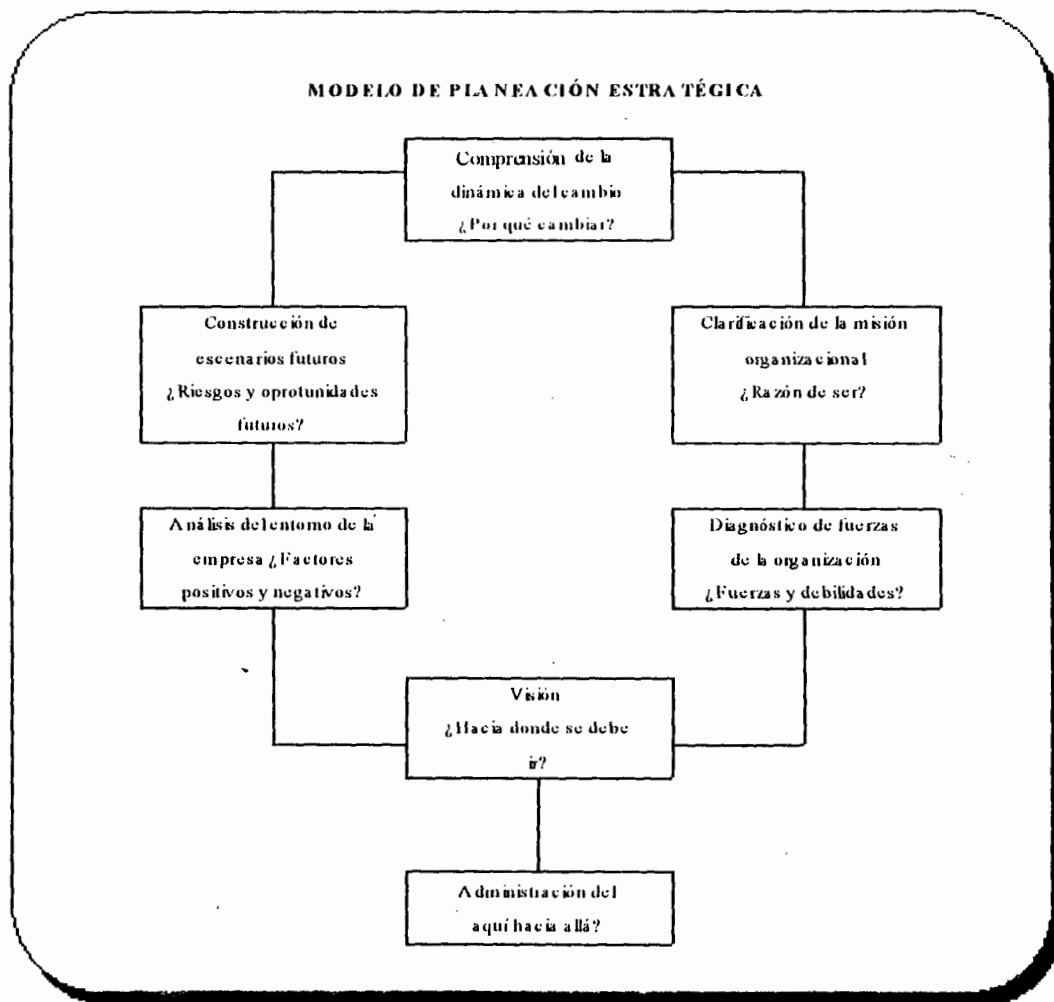 MODELO DE PLANEACIÓN ESTRATÉGICA
Comprensión de la
dinámica del cambio
¿Por qué cambiar?
Construcción de
escenarios futuros
¿Riesgos y oprotunidades
futuros?
Clarificación de la misión
organizacional
¿Razón de ser?
Análisis del entorno de la
empresa ¿Factores
positivos y negativos?
Diagnóstico de fuerzas
de la organización
¿Fuerzas y debilidades?
Visión
¿Hacia donde se debe
ir?
Administración del
aquí hacia allá?